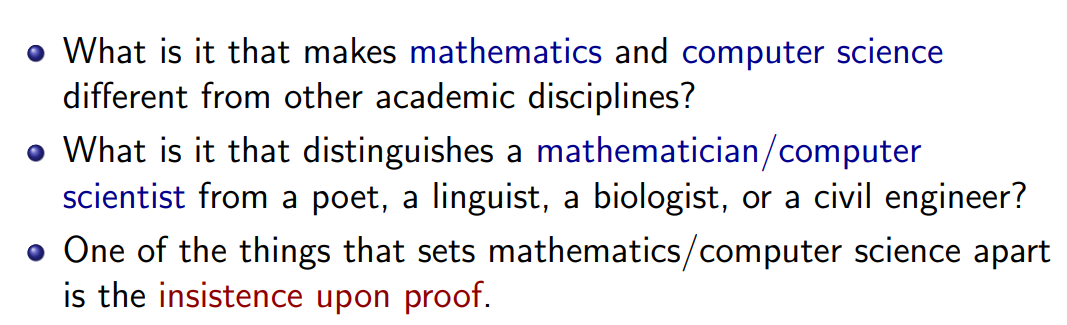 What is it that makes mathematics and computer science
different from other academic disciplines?
What is it that distinguishes a mathematician/computer
scientist from a poet, a linguist, a biologist, or a civil engineer?
One of the things that sets mathematics/computer science apart
is the insistence upon proof.